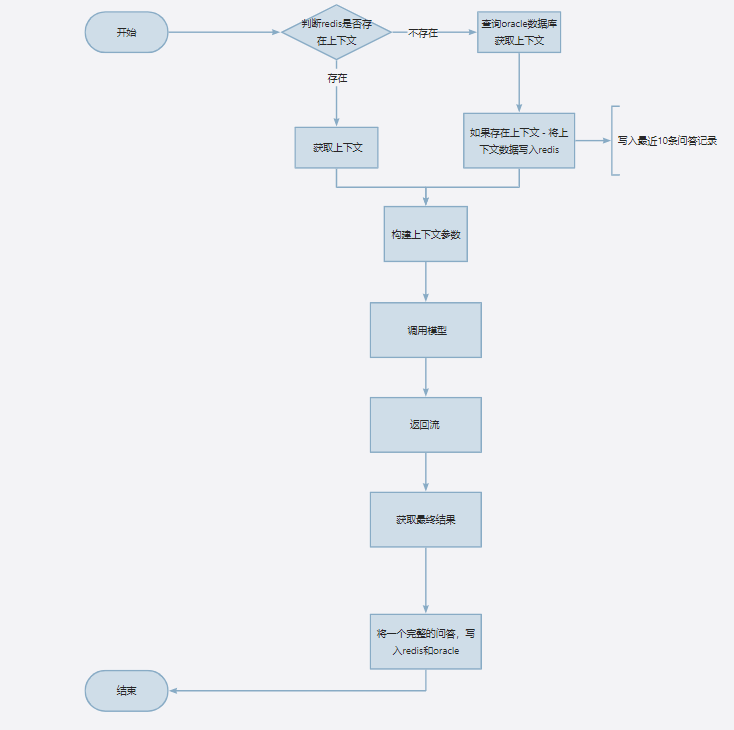 开始
判断redis是否存
在上下文
不存在
查询oracle数据库
获取上下文
存在
获取上下文
如果存在上下文 - 将上
下文数据写入redis
写入最近10条问答记录
构建上下文参数
调用模型
返回流
获取最终结果
将一个完整的问答，写
入redis和oracle
结束